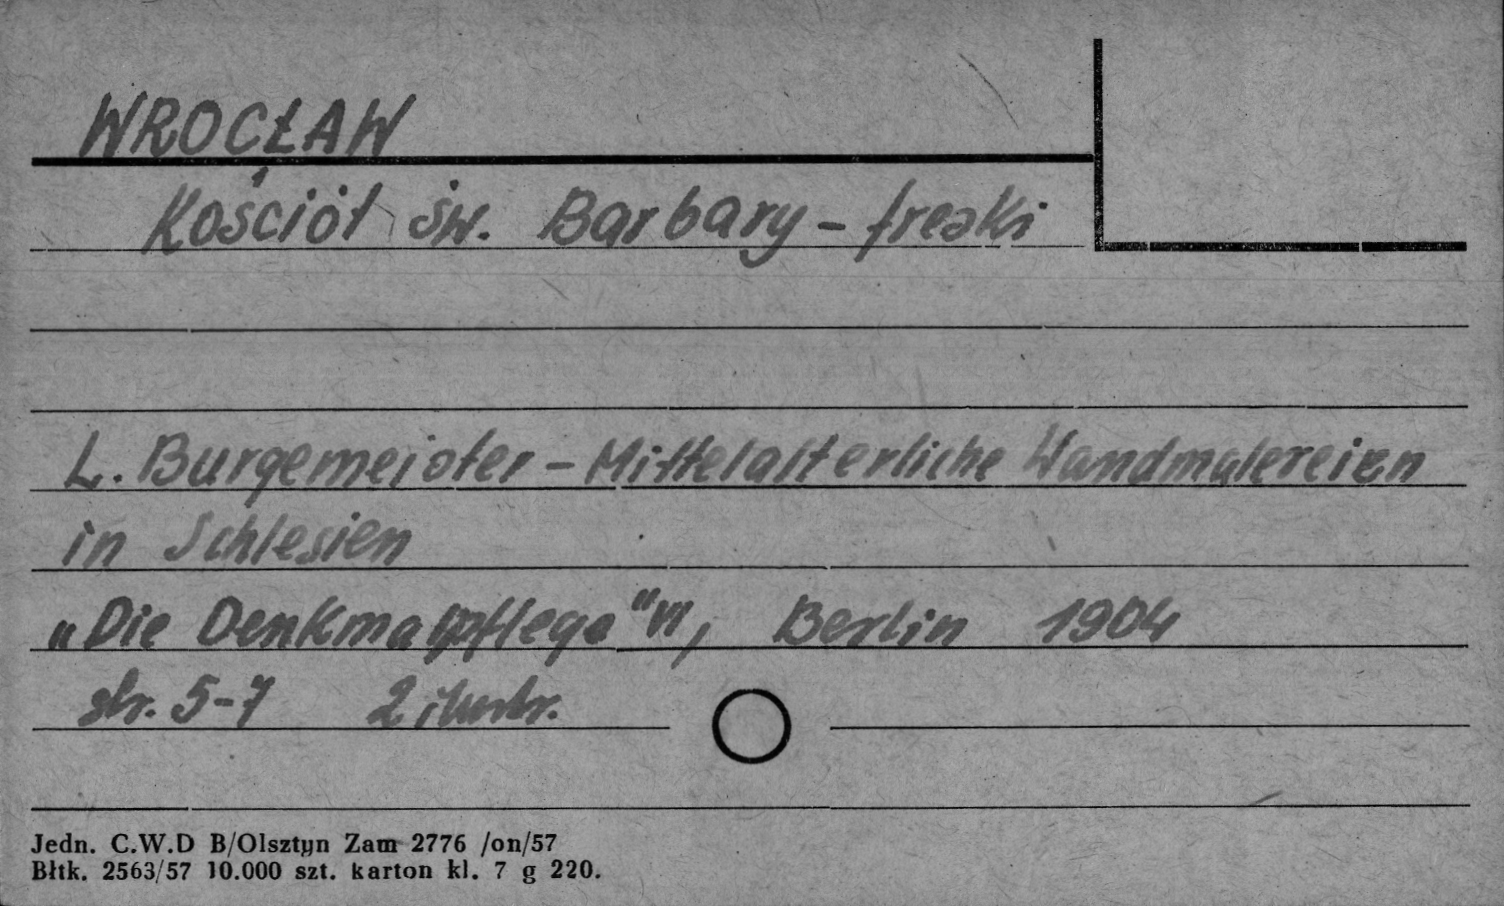 WROCŁAW
Kościół św. Barbary - freski
L. Burgemeister - Mittelalterliche Wandmalereien
in Schlesien
„Die Denkmalpflege" VI, Berlin 1904
str. 5-7 2 ilustr.
Jedn. C.W.D B/Olsztyn Zam 2776 /on/57
Błtk. 2563/57 10.000 szt. karton kl. 7 g 220.